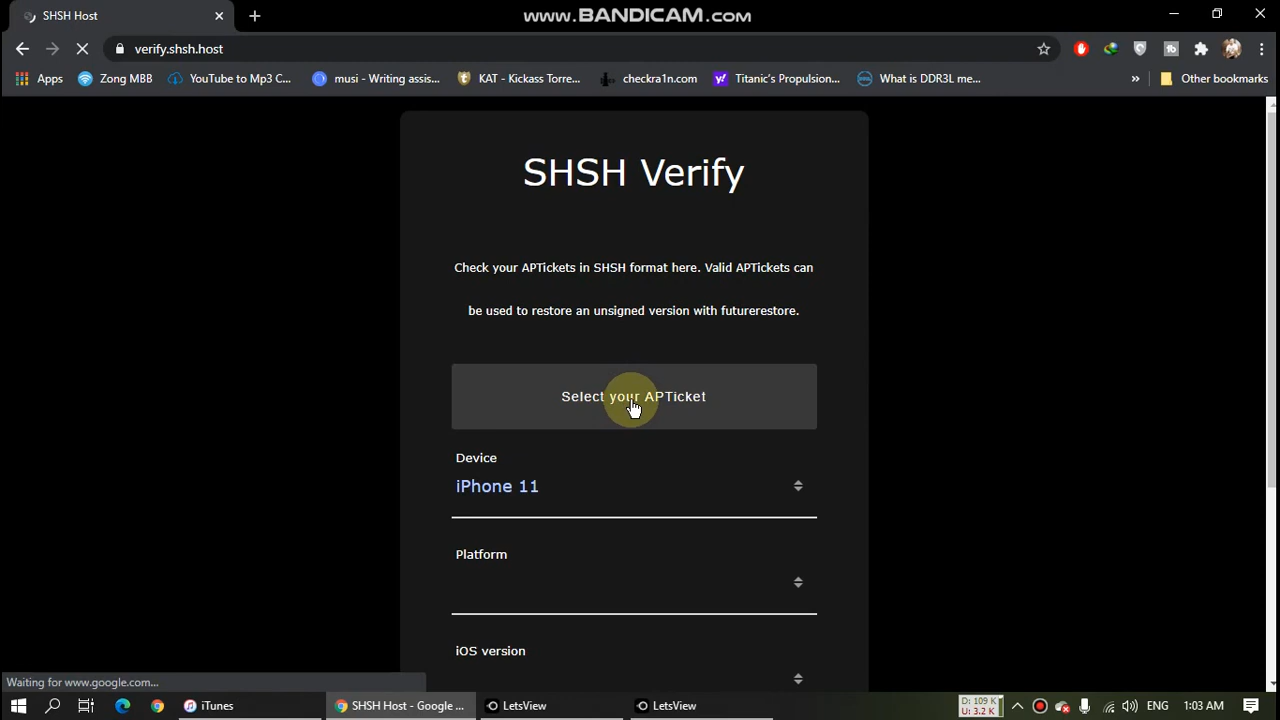 SHSH Host
www.BANDICAM.com
verify.shsh.host
Apps
Zong MBB
YouTube to Mp3 C...
musi - Writing assis...
KAT - Kickass Torre...
checkra1n.com
Titanic's Propulsion...
What is DDR3L me...
»
Other bookmarks
SHSH Verify
Check your APTickets in SHSH format here. Valid APTickets can
be used to restore an unsigned version with futurerestore.
Select your APTicket
Device
iPhone 11
Platform
iOS version
Waiting for www.google.com...
iTunes
SHSH Host - Google ...
LetsView
LetsView
D: 109 K
U: 3.2 K
ENG
1:03 AM